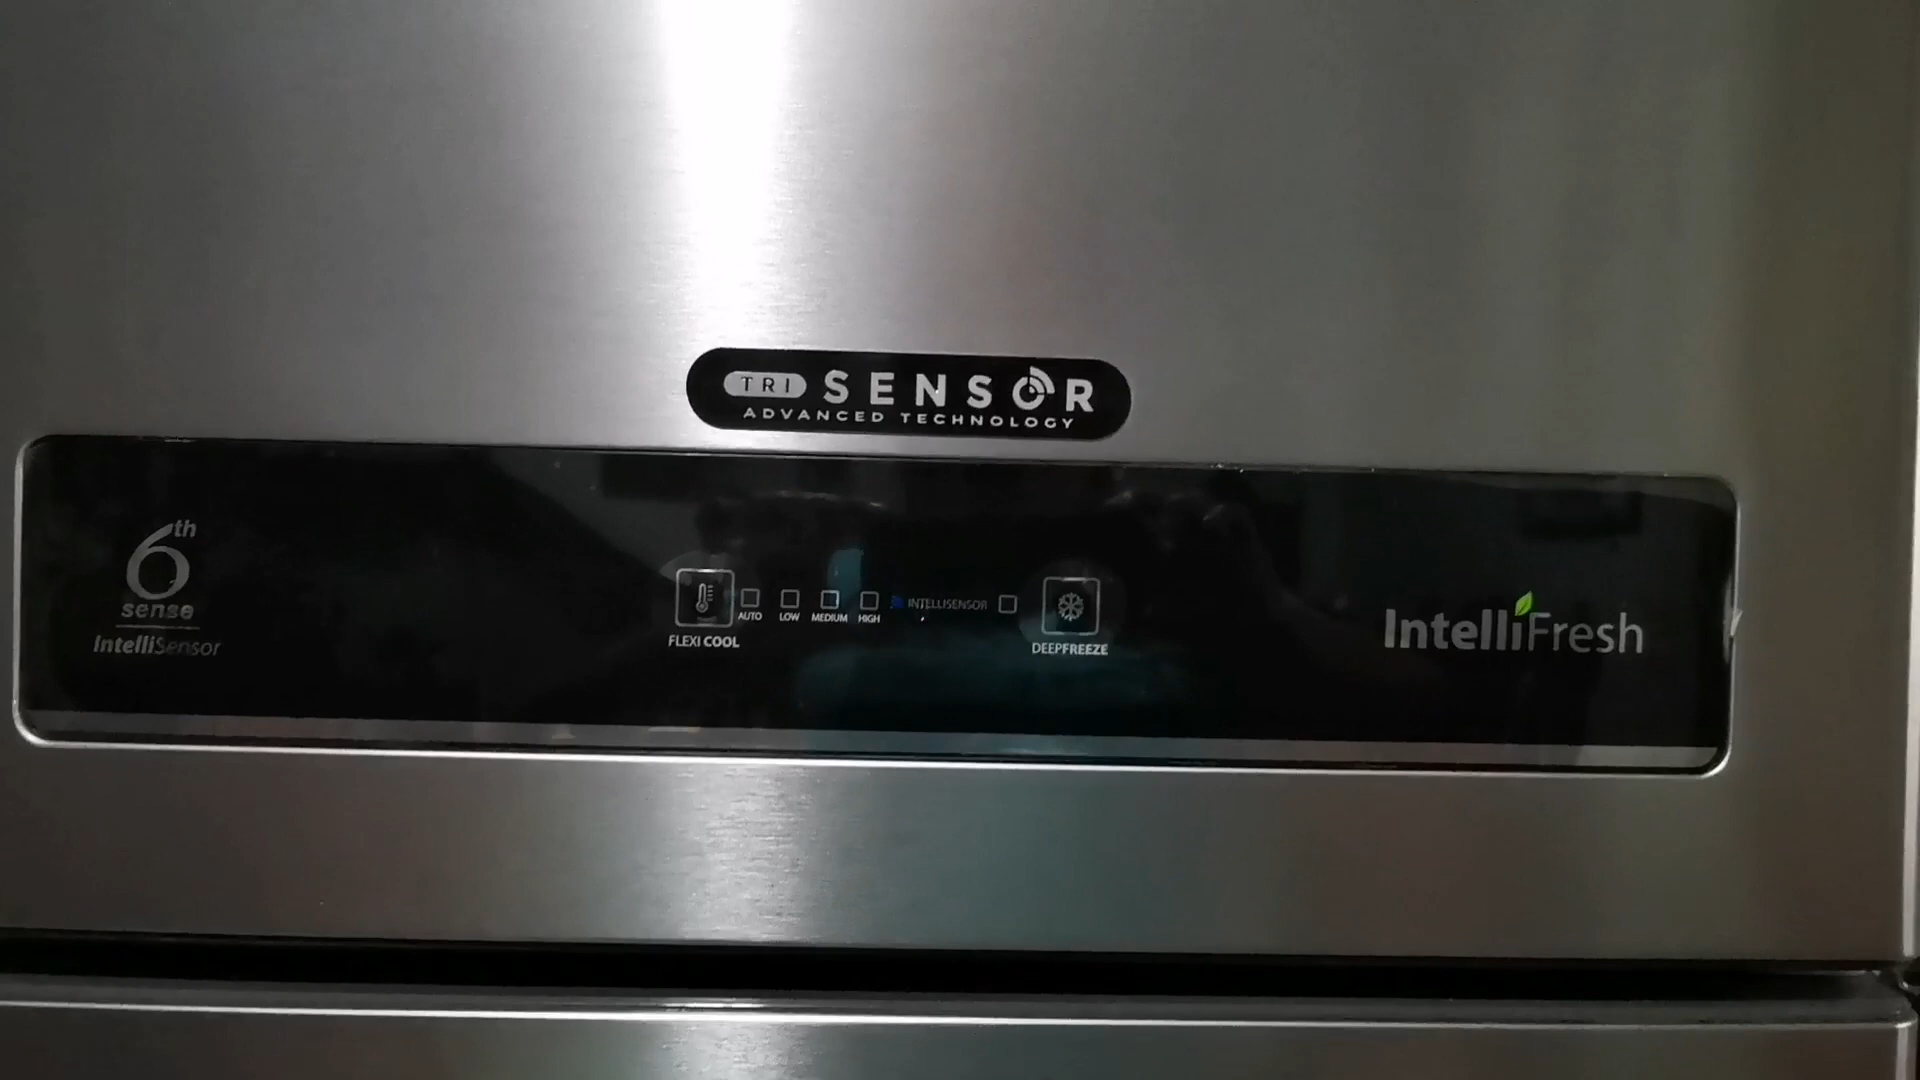 TRI SENSOR
ADVANCED TECHNOLOGY
6th
sense
IntelliSensor
AUTO LOW MEDIUM HIGH INTELLISENSOR
FLEXI COOL
DEEPFREEZE
IntelliFresh